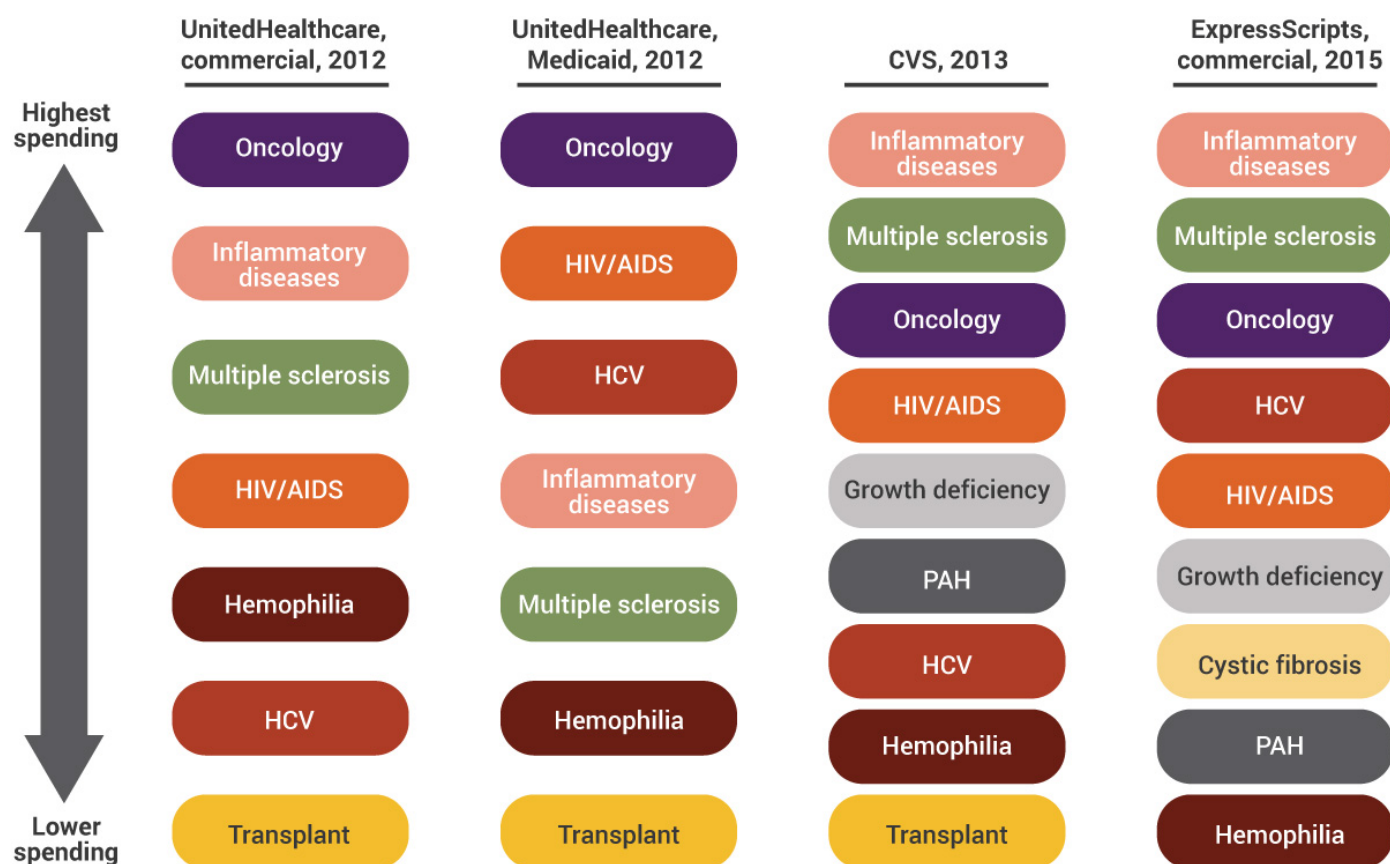 UnitedHealthcare,
commercial, 2012
UnitedHealthcare,
Medicaid, 2012
CVS, 2013
ExpressScripts,
commercial, 2015
Highest
spending
Lower
spending
Oncology
Inflammatory
diseases
Multiple sclerosis
HIV/AIDS
Hemophilia
HCV
Transplant
Oncology
HIV/AIDS
HCV
Inflammatory
diseases
Multiple sclerosis
Hemophilia
Transplant
Inflammatory
diseases
Multiple sclerosis
Oncology
HIV/AIDS
Growth deficiency
PAH
HCV
Hemophilia
Transplant
Inflammatory
diseases
Multiple sclerosis
Oncology
HCV
HIV/AIDS
Growth deficiency
Cystic fibrosis
PAH
Hemophilia